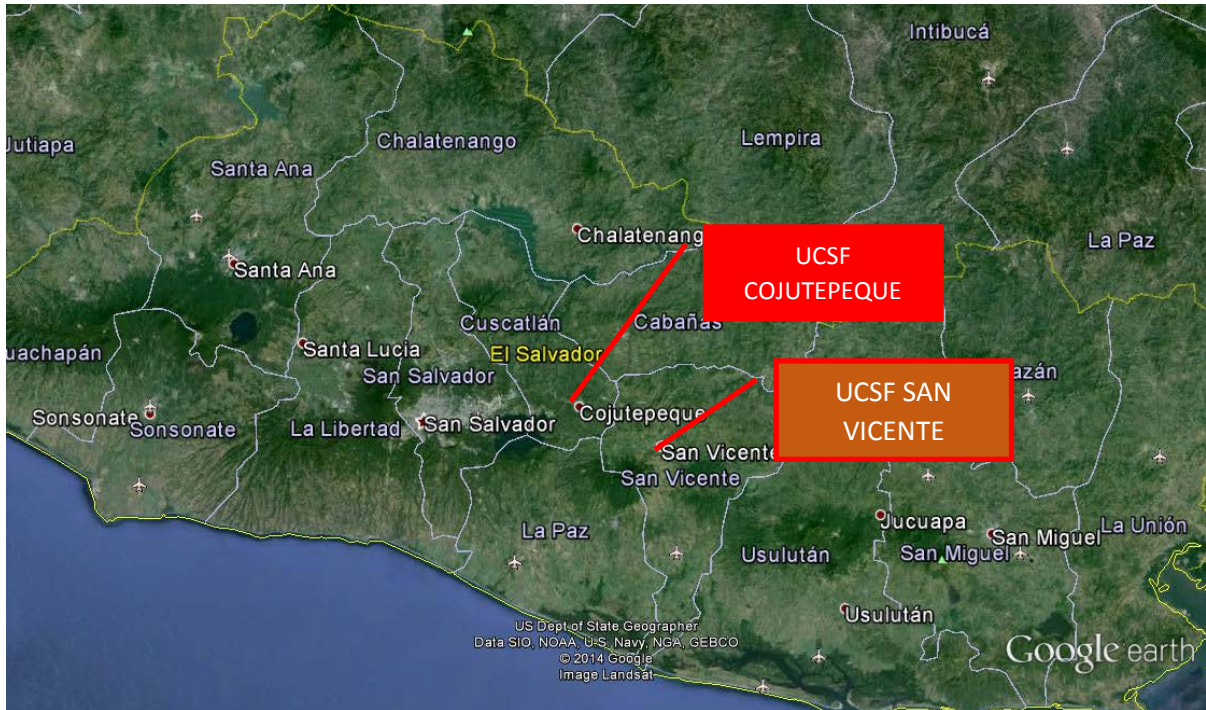 Intibucá
Jutiapa
Chalatenango
Lempira
Santa Ana
Chalatenang
La Paz
UCSF
COJUTEPEQUE
Santa Ana
Cuscatlán
Cabañas
uachapán
Santa Lucia
El Salvador
San Salvador
azán
UCSF SAN
VICENTE
Sonsonate
Sonsonate
La Libertad
San Salvador
Cojutepeque
San Vicente
San Vicente
La Paz
Usulután
Jucuapa
San Miguel
San Miguel
La Unión
Usulután
US Dept of State Geographer
Data SIO, NOAA, U.S. Navy, NGA, GEBCO
© 2014 Google
Image Landsat
Google earth